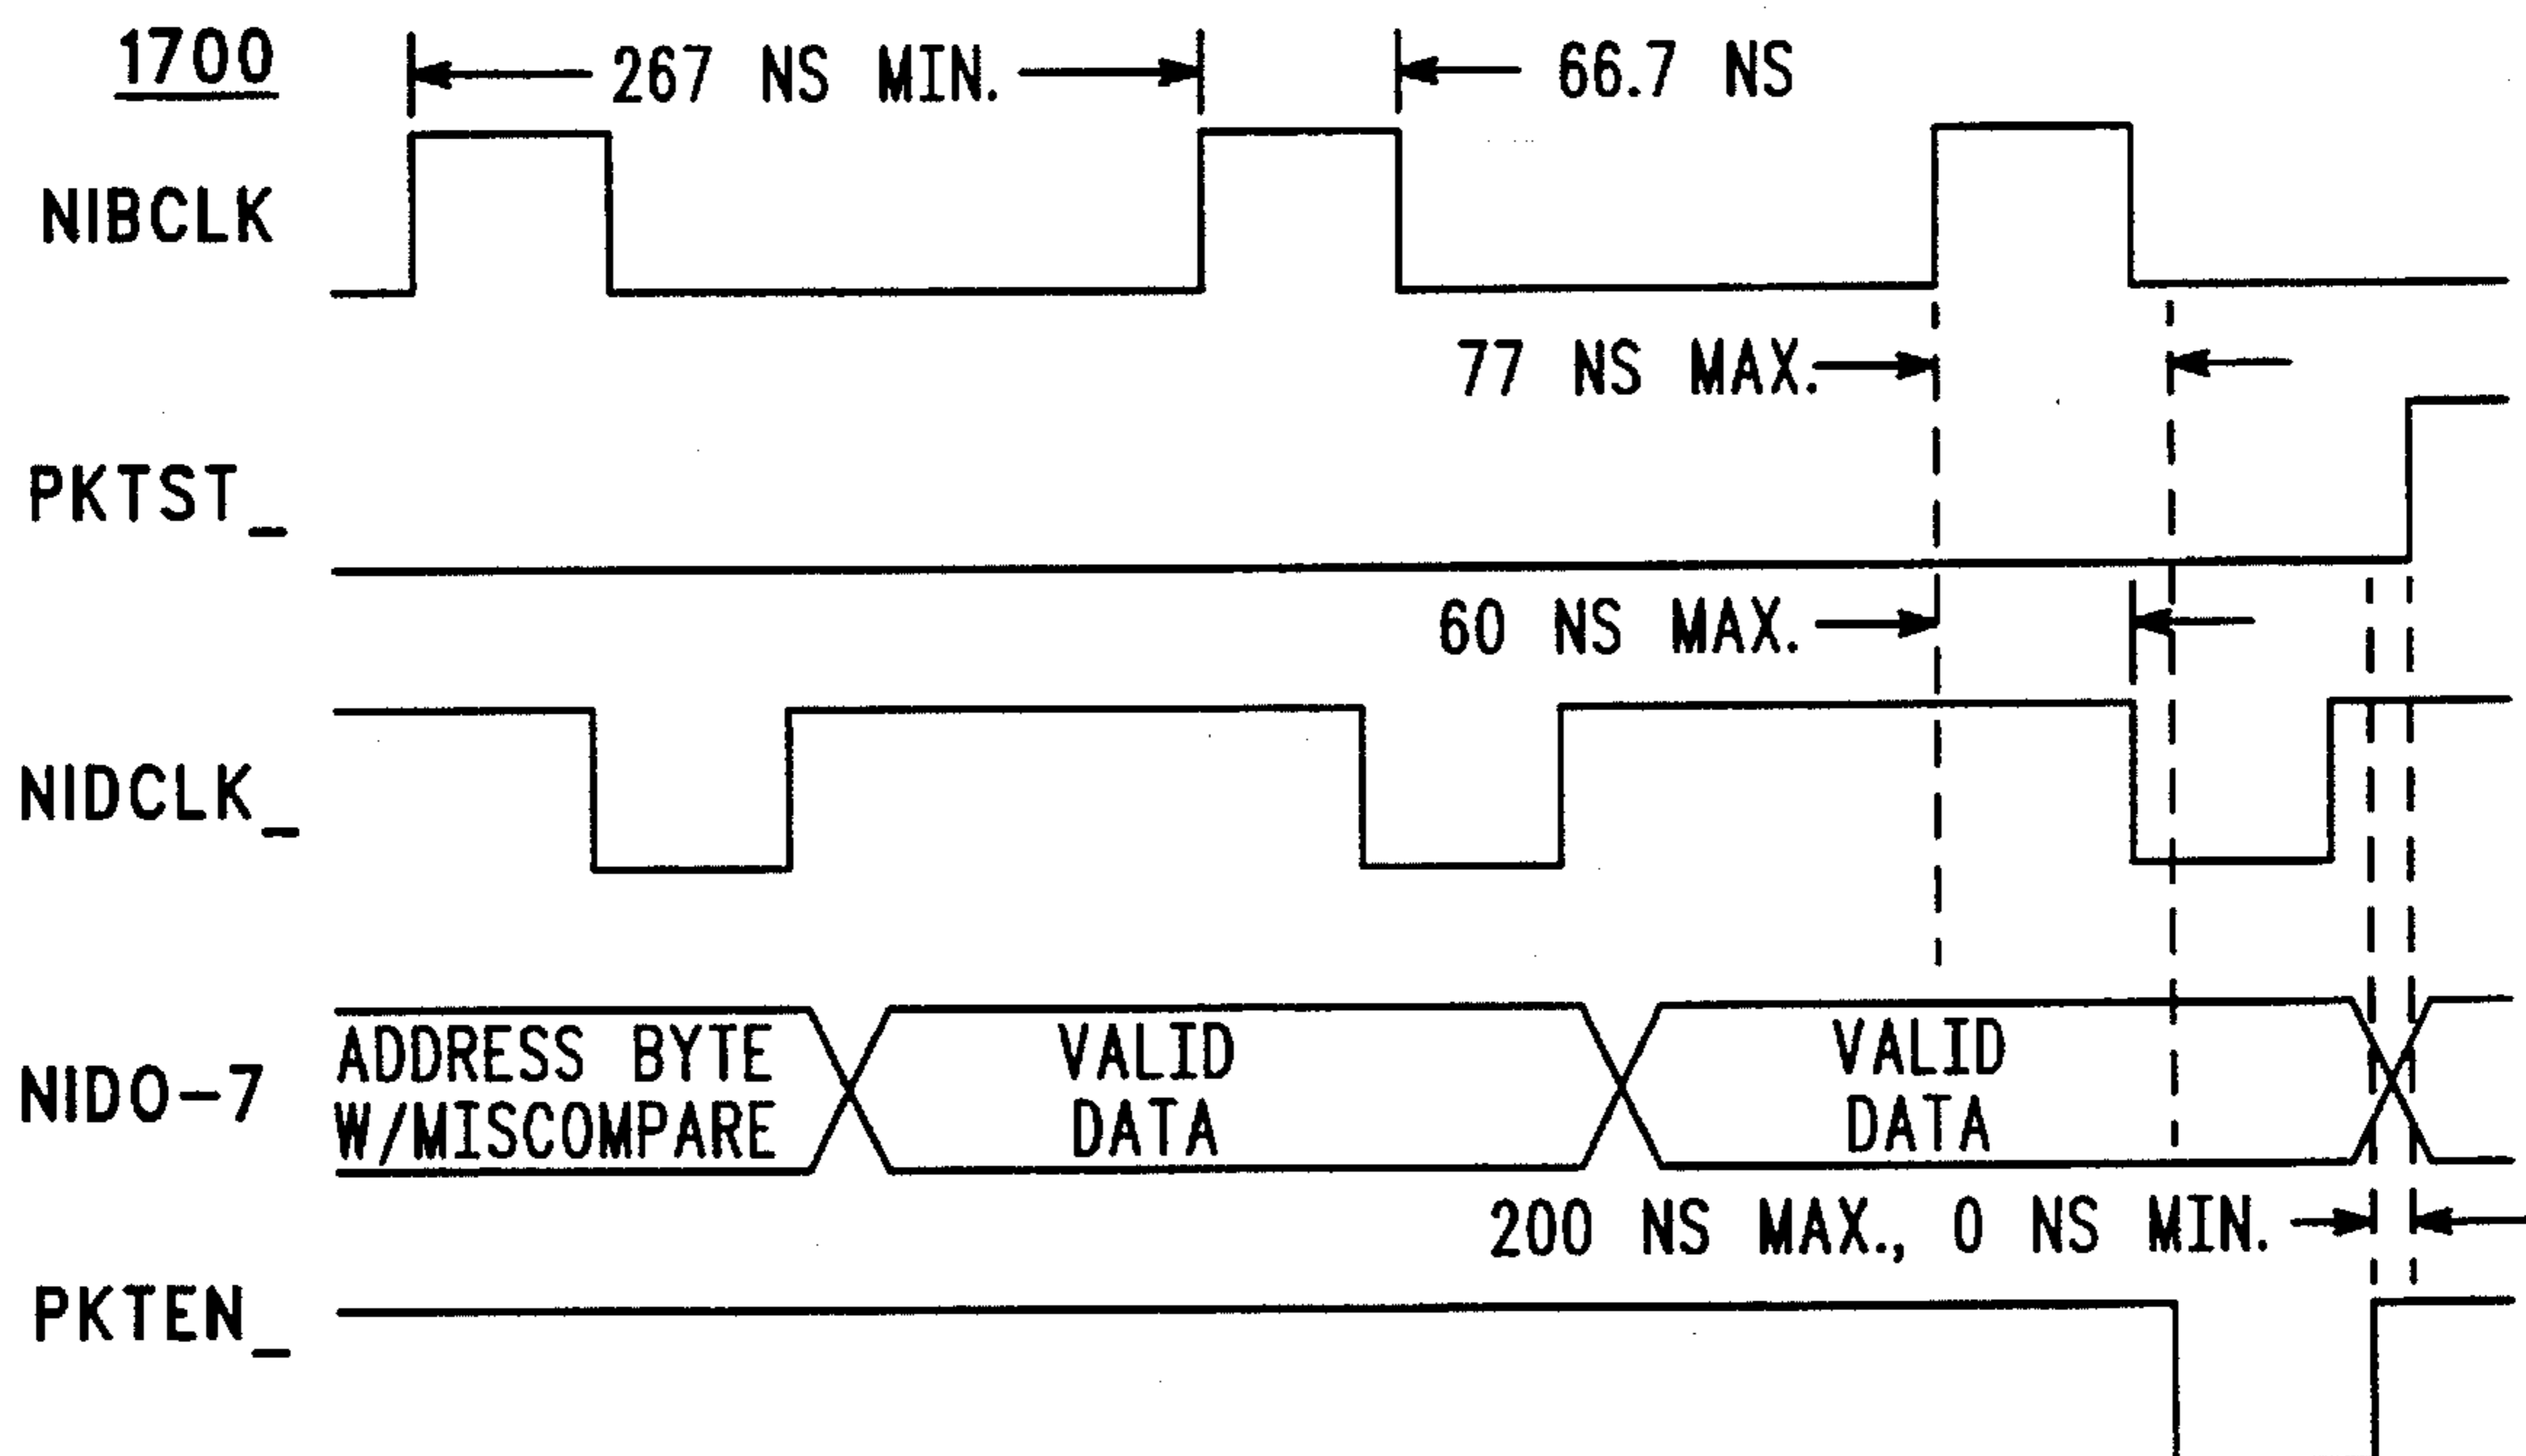 1700
267 NS MIN.
66.7 NS
NIBCLK
77 NS MAX.
PKTST_
60 NS MAX.
NIDCLK_
NIDO-7
ADDRESS BYTE
W/MISCOMPARE
VALID
DATA
VALID
DATA
200 NS MAX., 0 NS MIN.
PKTEN_